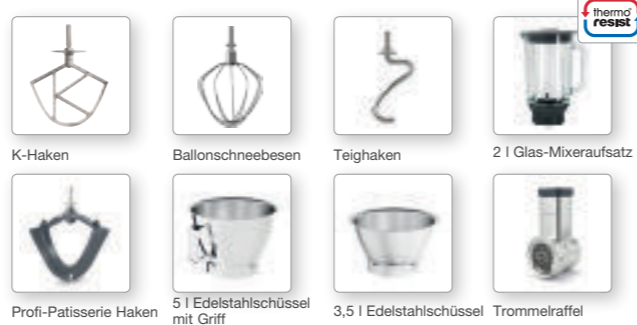 thermo
resist
K-Haken
Ballonschneebesen
Teighaken
2 l Glas-Mixeraufsatz
Profi-Patisserie Haken
5 l Edelstahlschüssel
mit Griff
3,5 l Edelstahlschüssel
Trommelraffel